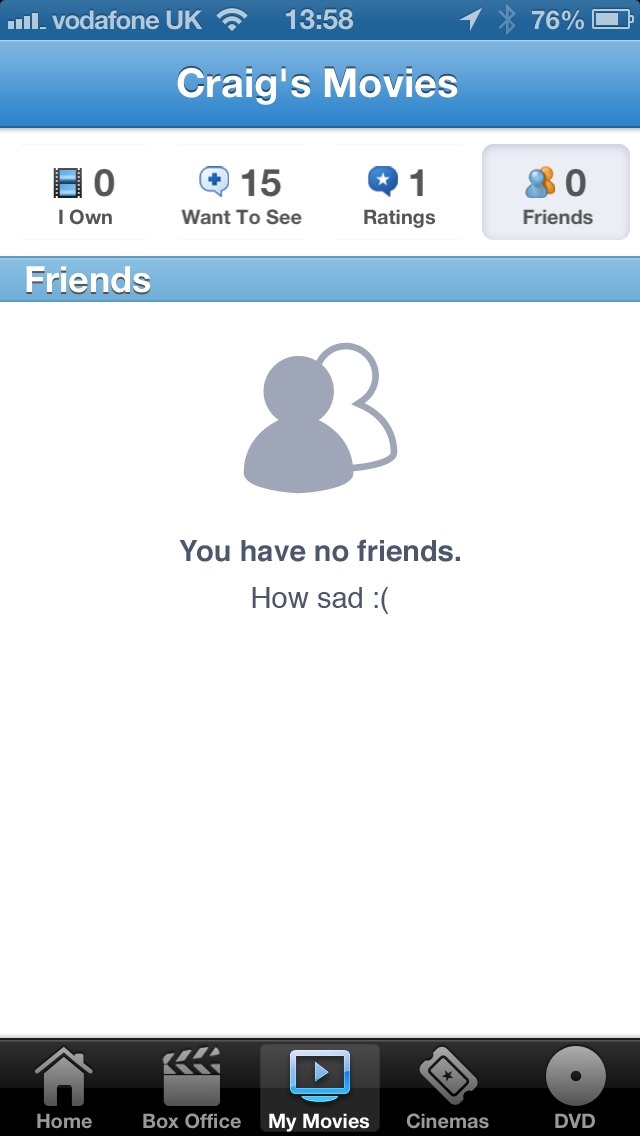 vodafone UK 13:58 76%
Craig's Movies
0 15 1 0
I Own Want To See Ratings Friends
Friends
You have no friends.
How sad :(
Home Box Office My Movies Cinemas DVD